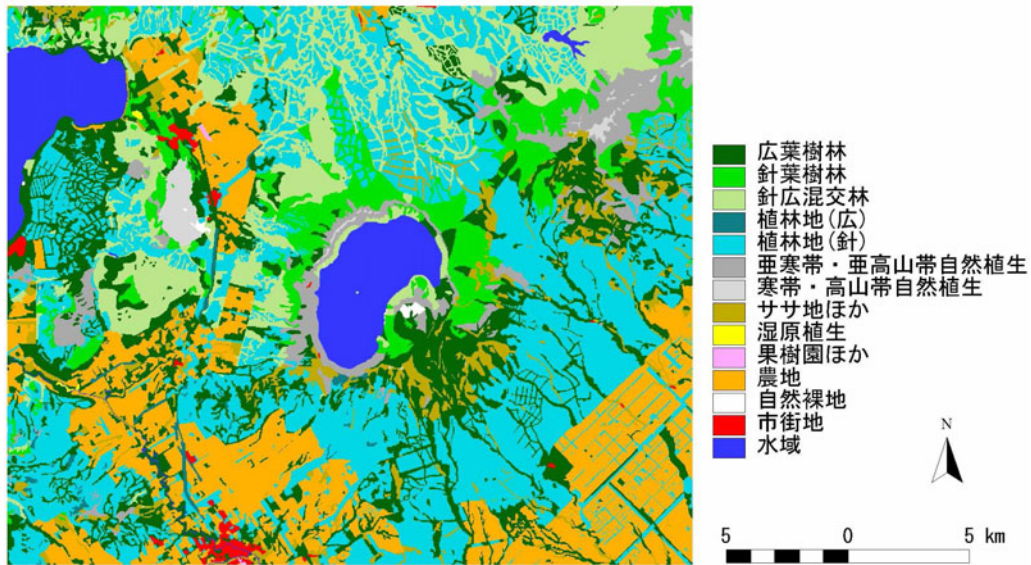 広葉樹林
針葉樹林
針広混交林
植林地(広)
植林地(針)
亜寒帯・亜高山帯自然植生
寒帯・高山帯自然植生
ササ地ほか
湿原植生
果樹園ほか
農地
自然裸地
市街地
水域
N
5 0 5 km